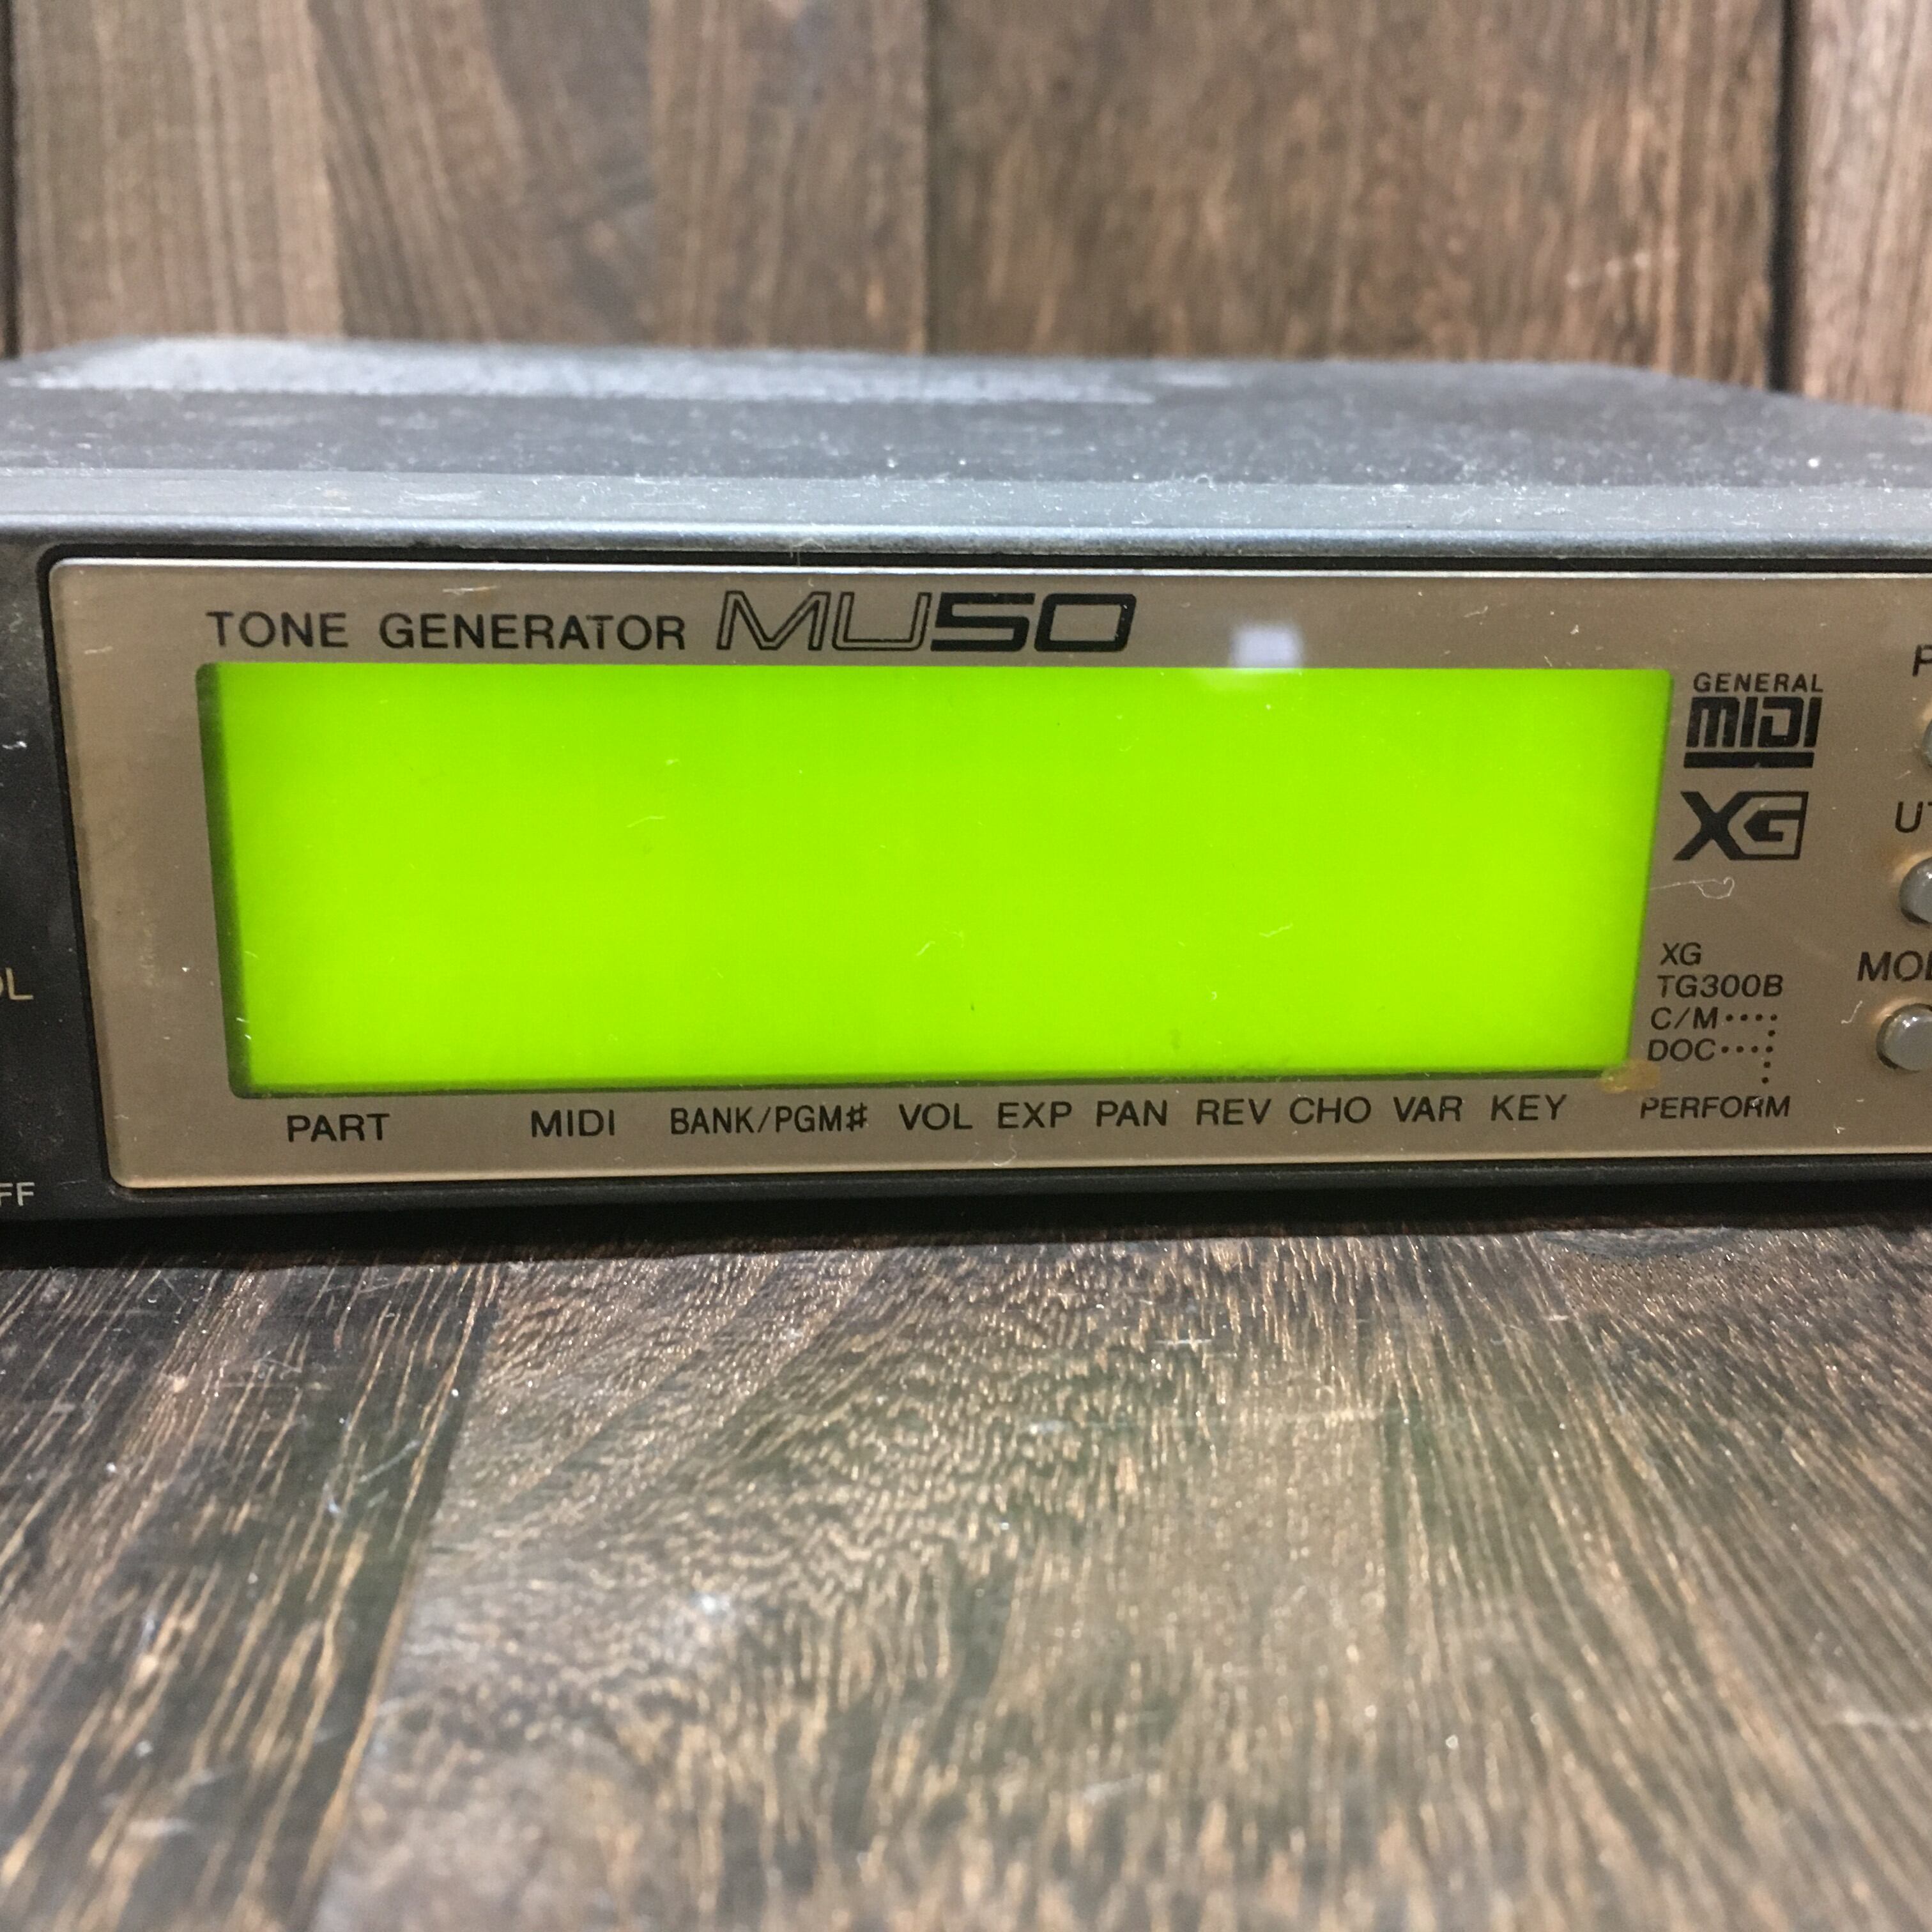 TONE GENERATOR MU50
GENERAL
MIDI
XG
XG
TG300B
C/M
DOC
PERFORM
PART MIDI BANK/PGM♯ VOL EXP PAN REV CHO VAR KEY